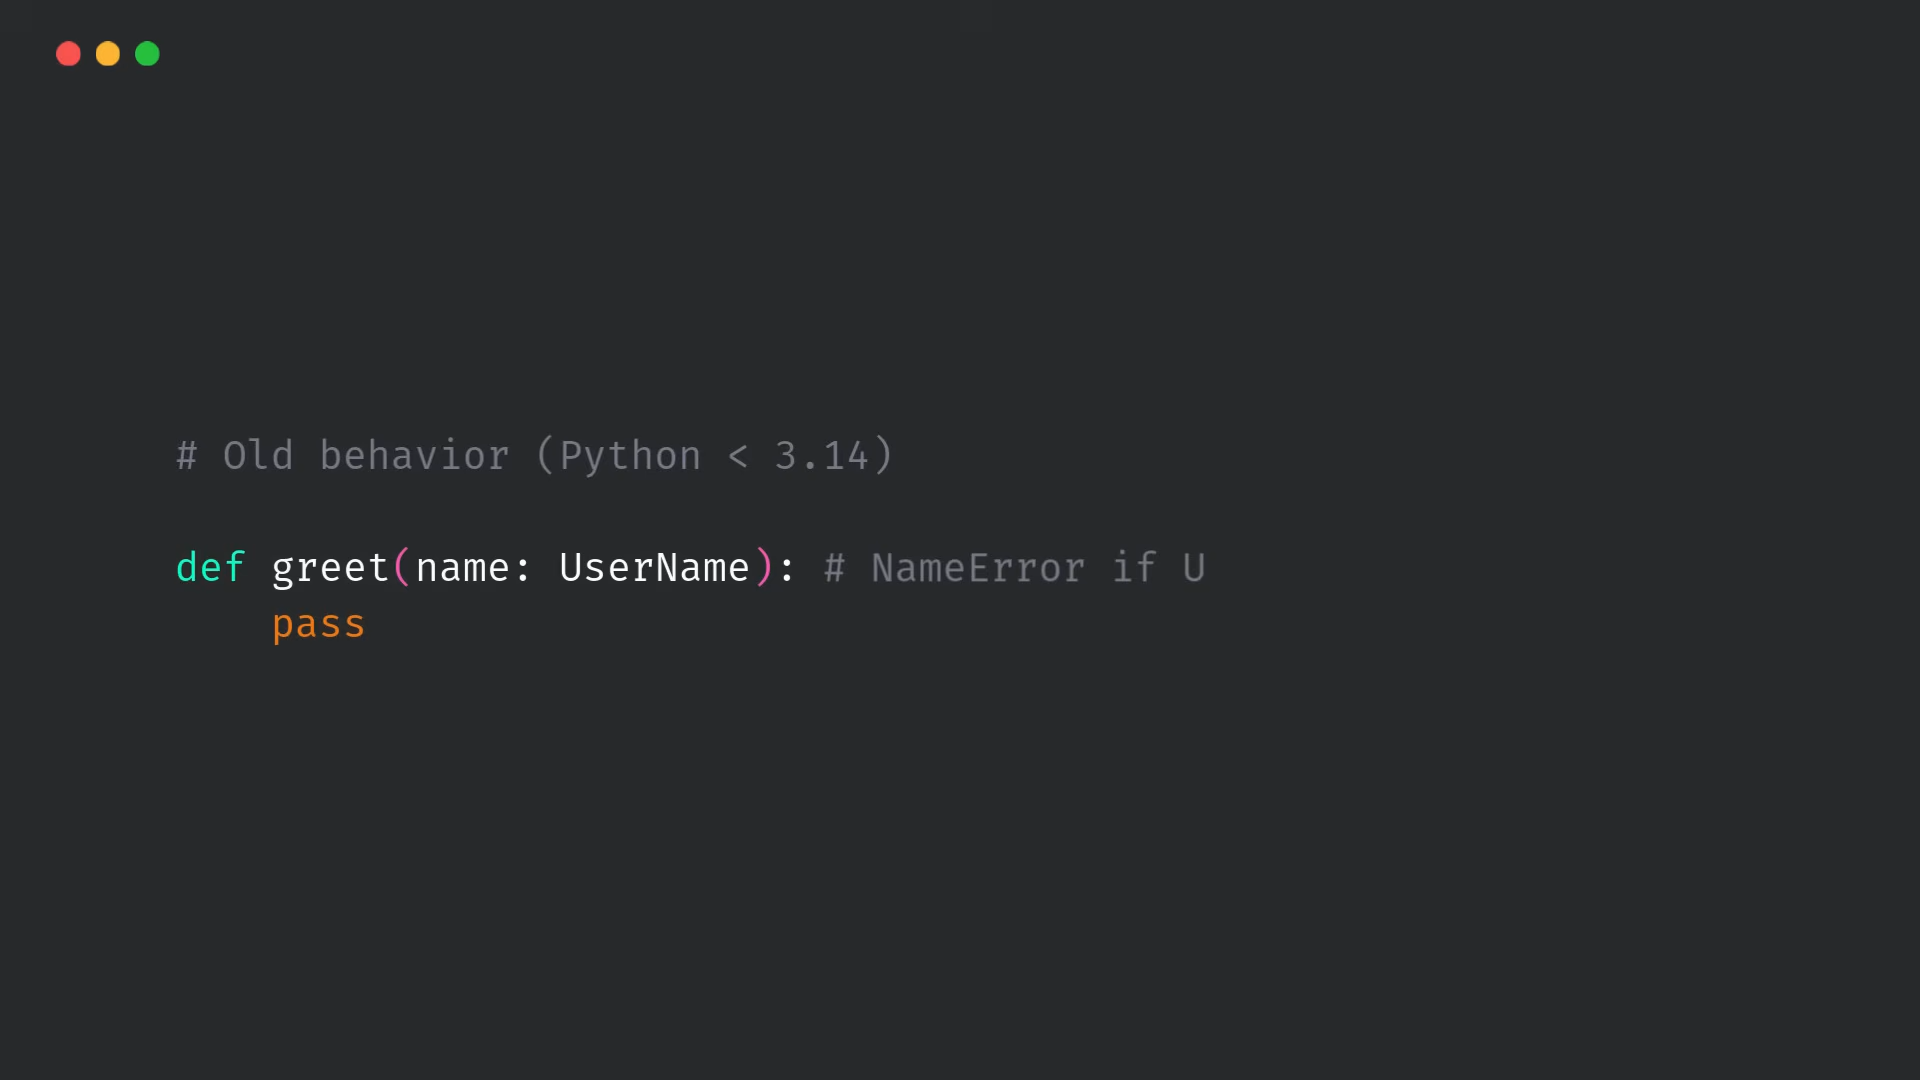 # Old behavior (Python < 3.14)
def greet(name: UserName): # NameError if U
    pass